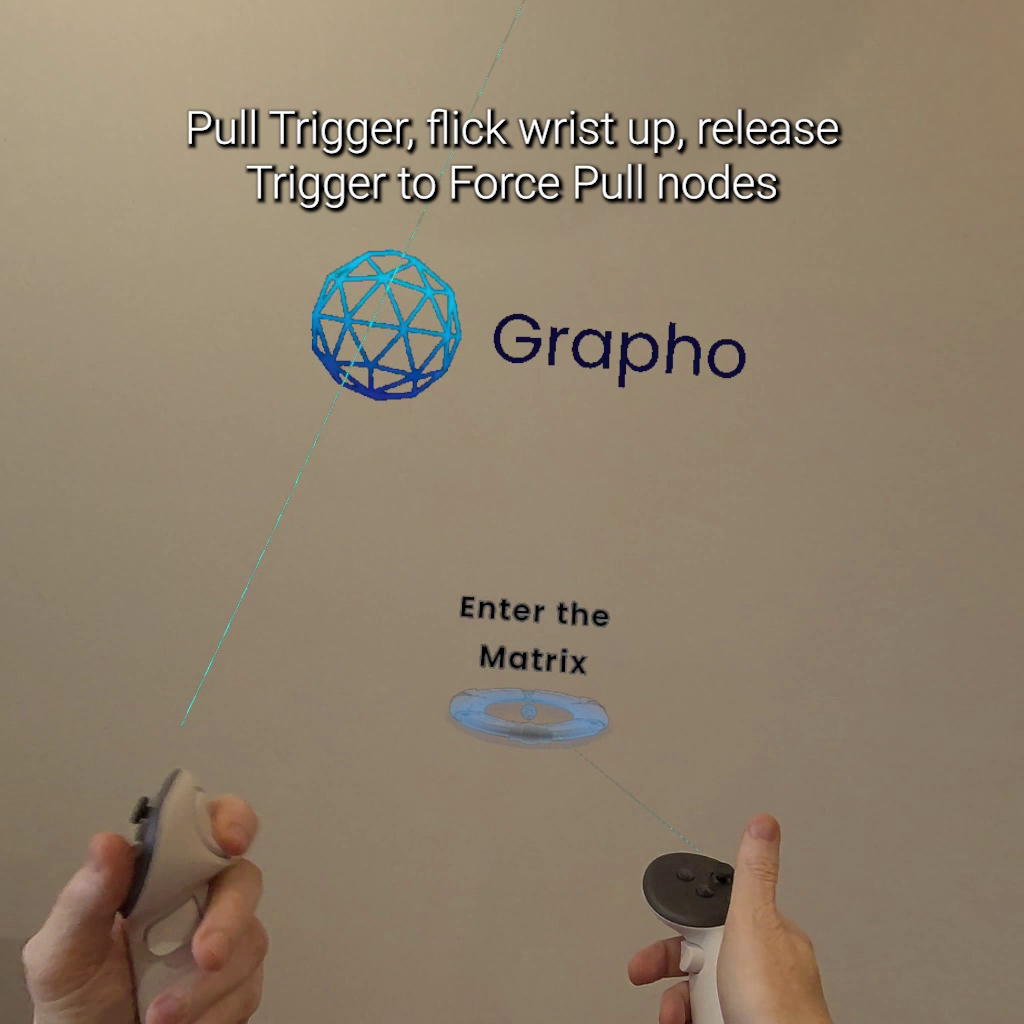 Pull Trigger, flick wrist up, release
Trigger to Force Pull nodes
Grapho
Enter the
Matrix